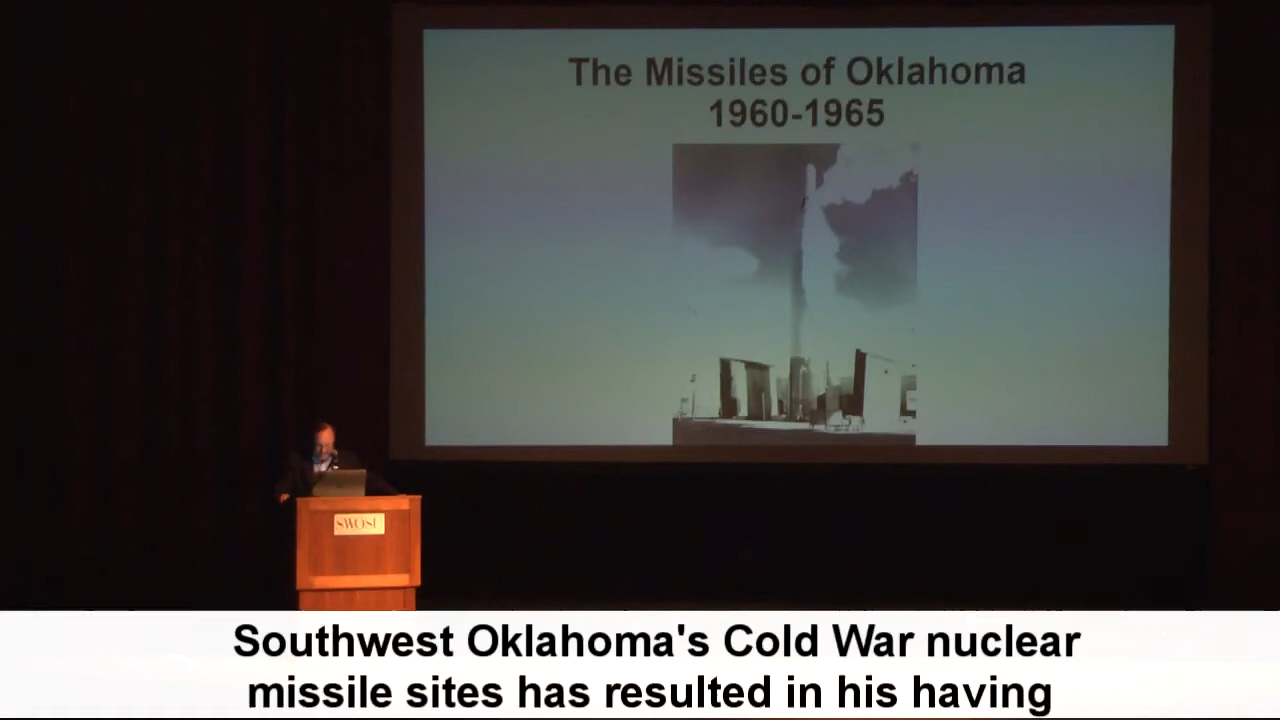 The Missiles of Oklahoma
1960-1965
SWOSU
Southwest Oklahoma's Cold War nuclear
missile sites has resulted in his having